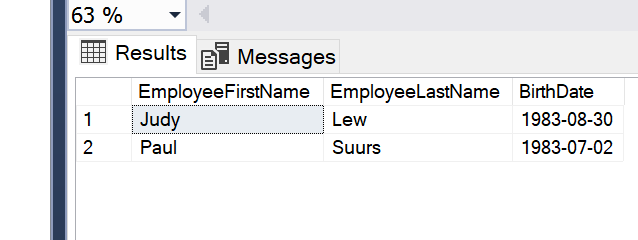 63 %
Results Messages
EmployeeFirstName EmployeeLastName BirthDate
1 Judy Lew 1983-08-30
2 Paul Suurs 1983-07-02